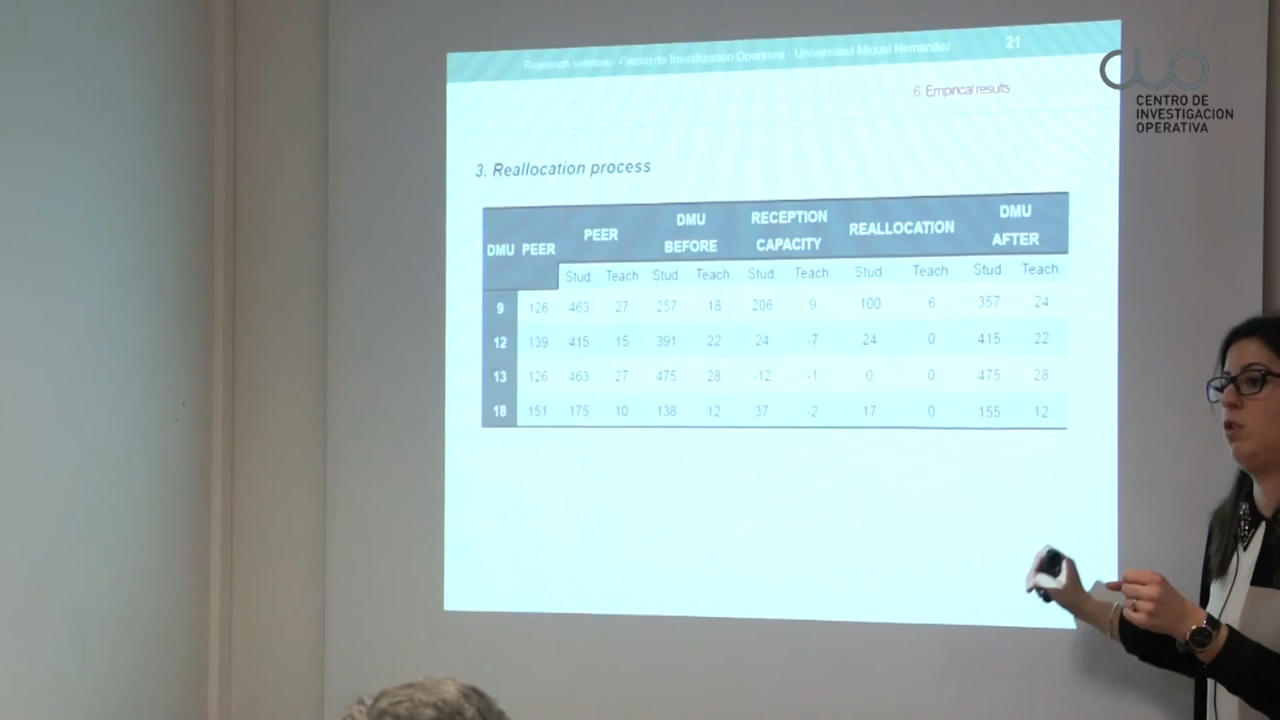 Research Institute - Centro de Investigación Operativa - Universidad Miguel Hernández 21
6. Empirical results
CENTRO DE
INVESTIGACION
OPERATIVA
3. Reallocation process
DMU PEER PEER DMU BEFORE RECEPTION CAPACITY REALLOCATION DMU AFTER
Stud. Teach Stud. Teach Stud Teach Stud Teach Stud. Teach.
9 126 463 27 257 18 206 9 100 6 357 24
12 139 415 15 391 22 24 -7 24 0 415 22
13 126 463 27 475 28 -12 -1 0 0 475 28
18 151 175 10 138 12 37 -2 17 0 155 12